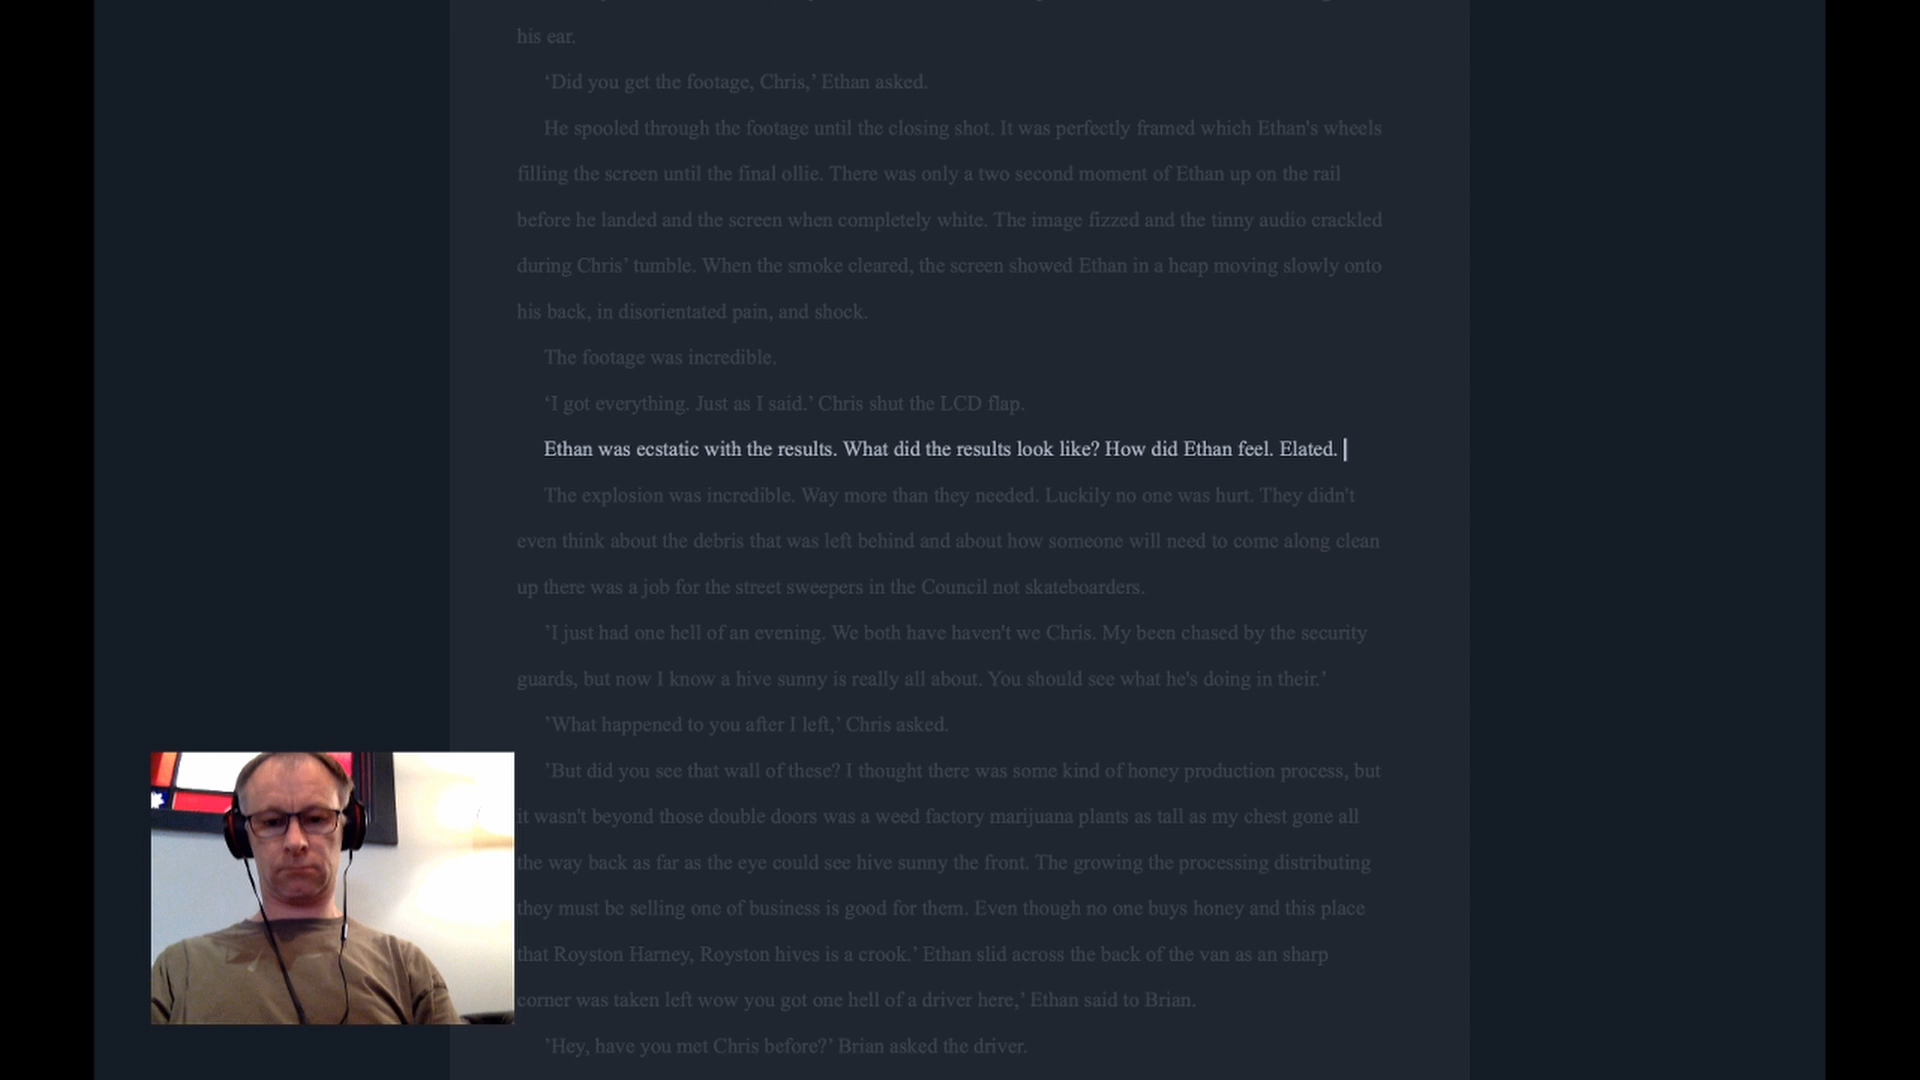 his ear.
‘Did you get the footage, Chris,’ Ethan asked.
He spooled through the footage until the closing shot. It was perfectly framed which Ethan's wheels
filling the screen until the final ollie. There was only a two second moment of Ethan up on the rail
before he landed and the screen when completely white. The image fizzed and the tinny audio crackled
during Chris’ tumble. When the smoke cleared, the screen showed Ethan in a heap moving slowly onto
his back, in disorientated pain, and shock.
The footage was incredible.
‘I got everything. Just as I said.’ Chris shut the LCD flap.
Ethan was ecstatic with the results. What did the results look like? How did Ethan feel. Elated.
The explosion was incredible. Way more than they needed. Luckily no one was hurt. They didn't
even think about the debris that was left behind and about how someone will need to come along clean
up there was a job for the street sweepers in the Council not skateboarders.
’I just had one hell of an evening. We both have haven't we Chris. My been chased by the security
guards, but now I know a hive sunny is really all about. You should see what he's doing in their.’
’What happened to you after I left,’ Chris asked.
’But did you see that wall of these? I thought there was some kind of honey production process, but
it wasn't beyond those double doors was a weed factory marijuana plants as tall as my chest gone all
the way back as far as the eye could see hive sunny the front. The growing the processing distributing
they must be selling one of business is good for them. Even though no one buys honey and this place
that Royston Harney, Royston hives is a crook.’ Ethan slid across the back of the van as an sharp
corner was taken left wow you got one hell of a driver here,’ Ethan said to Brian.
’Hey, have you met Chris before?’ Brian asked the driver.